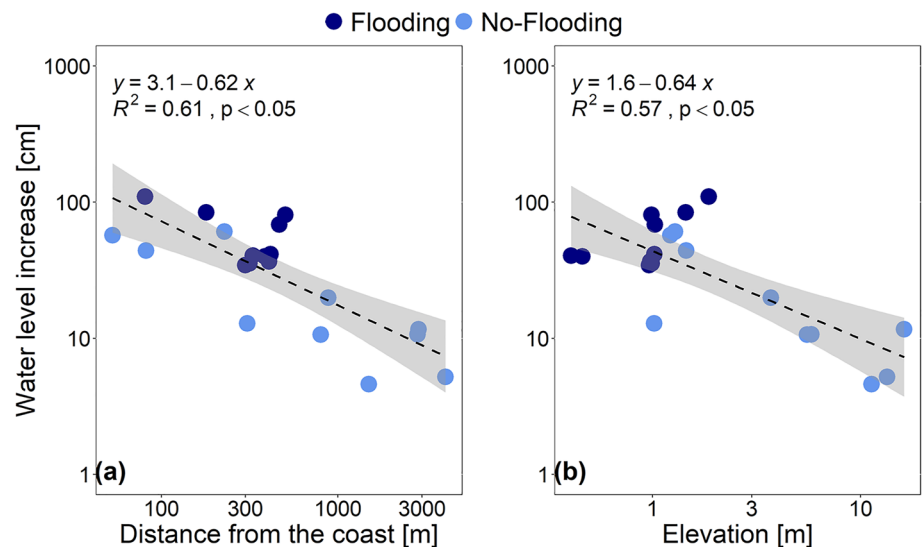 Flooding No-Flooding
Water level increase [cm]
1000
100
10
1
y = 3.1 – 0.62 x
R² = 0.61 , p < 0.05
(a)
100 300 1000 3000
Distance from the coast [m]
1000
100
10
1
y = 1.6 – 0.64 x
R² = 0.57 , p < 0.05
(b)
1 3 10
Elevation [m]